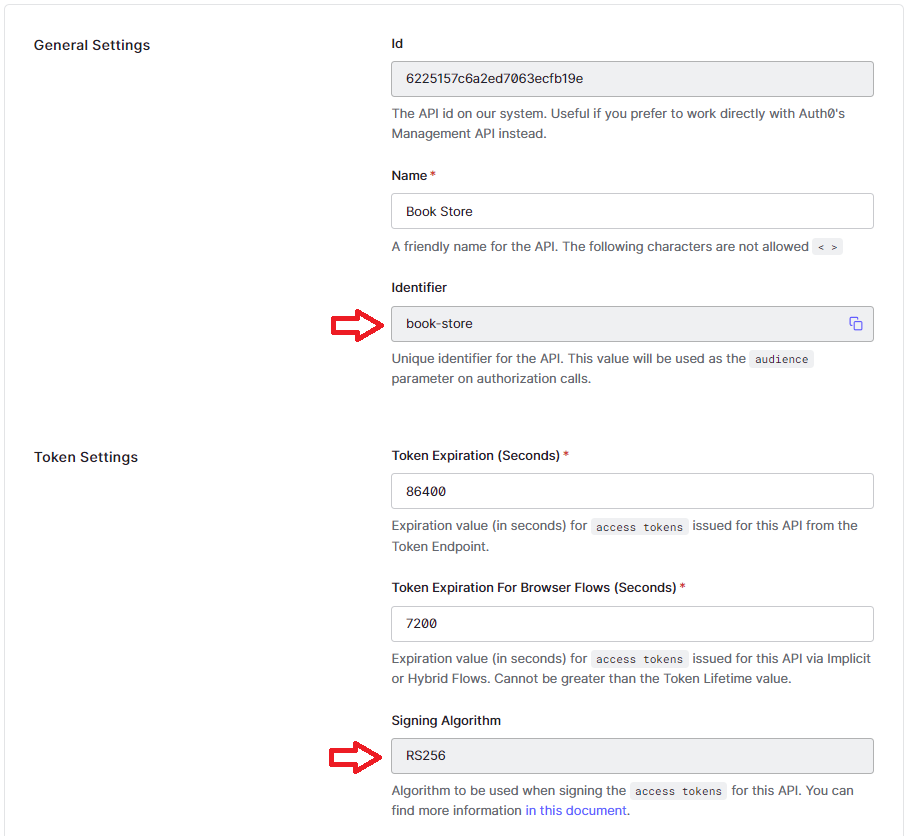 General Settings
Id
6225157c6a2ed7063ecfb19e
The API id on our system. Useful if you prefer to work directly with Auth0's
Management API instead.
Name *
Book Store
A friendly name for the API. The following characters are not allowed < >
Identifier
book-store
Unique identifier for the API. This value will be used as the audience
parameter on authorization calls.
Token Settings
Token Expiration (Seconds) *
86400
Expiration value (in seconds) for access tokens issued for this API from the
Token Endpoint.
Token Expiration For Browser Flows (Seconds) *
7200
Expiration value (in seconds) for access tokens issued for this API via Implicit
or Hybrid Flows. Cannot be greater than the Token Lifetime value.
Signing Algorithm
RS256
Algorithm to be used when signing the access tokens for this API. You can
find more information in this document.